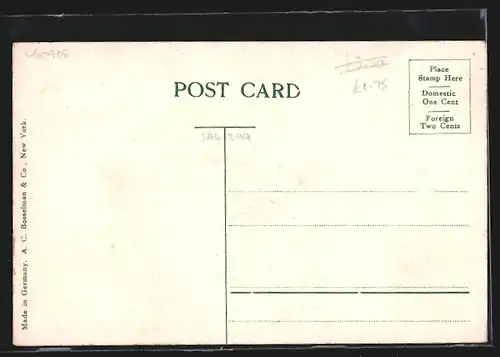 POST CARD
£1.75
Place
Stamp Here
Domestic
One Cent
Foreign
Two Cents
Made in Germany. A. C. Bosselman & Co., New York.